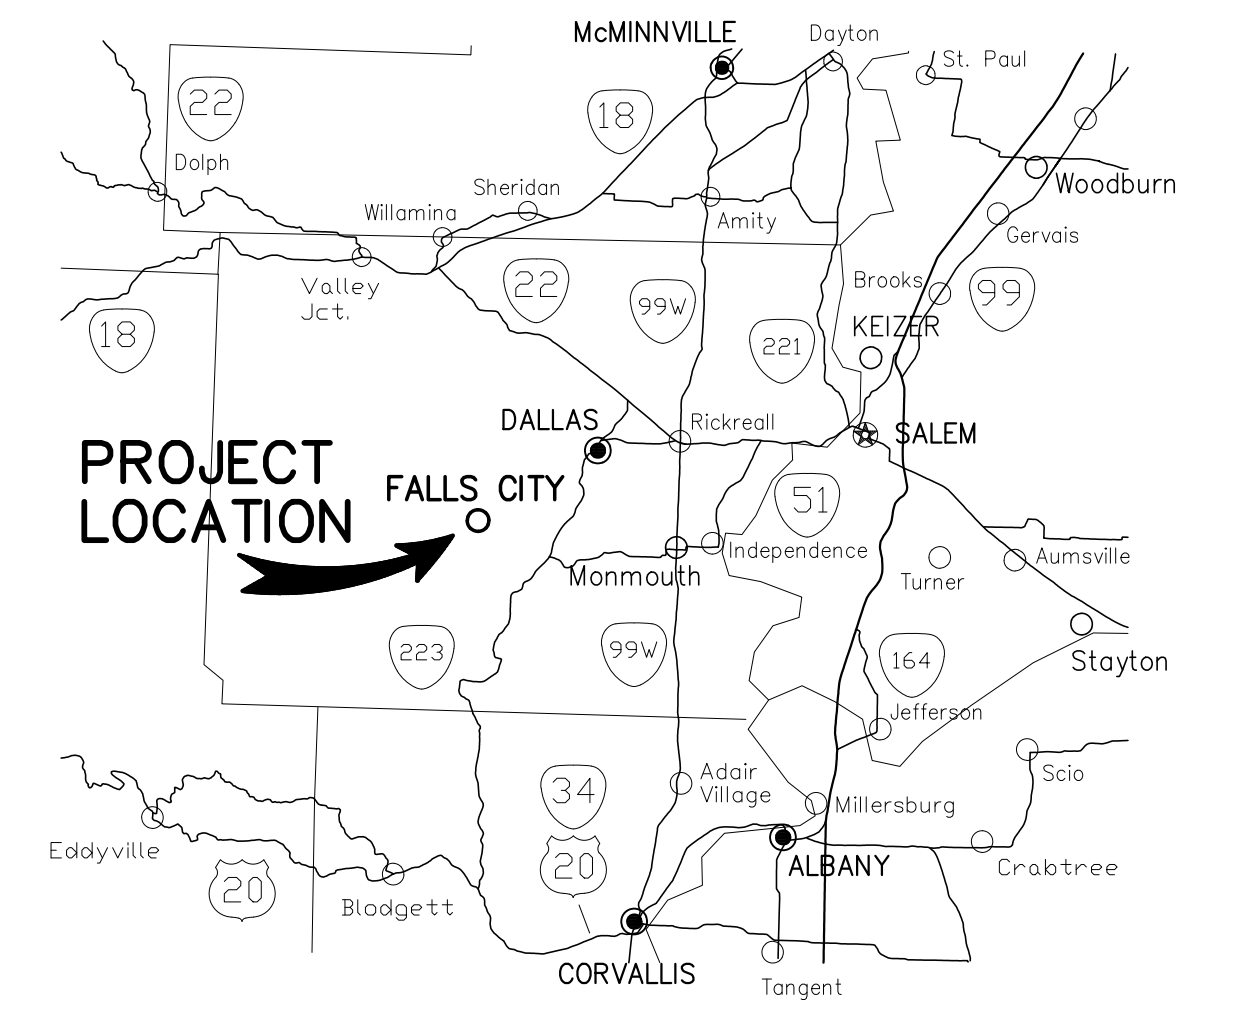 McMINNVILLE
Dayton
St. Paul
22
18
Dolph
Woodburn
Sheridan
Willamina
Amity
Gervais
Valley
Jct.
22
99W
Brooks
99
18
221
KEIZER
DALLAS
Rickreall
SALEM
PROJECT
LOCATION
FALLS CITY
51
Independence
Monmouth
Turner
Aumsville
223
99W
164
Stayton
Jefferson
34
Adair
Village
Scio
Millersburg
Eddyville
20
20
ALBANY
Crabtree
Blodgett
CORVALLIS
Tangent